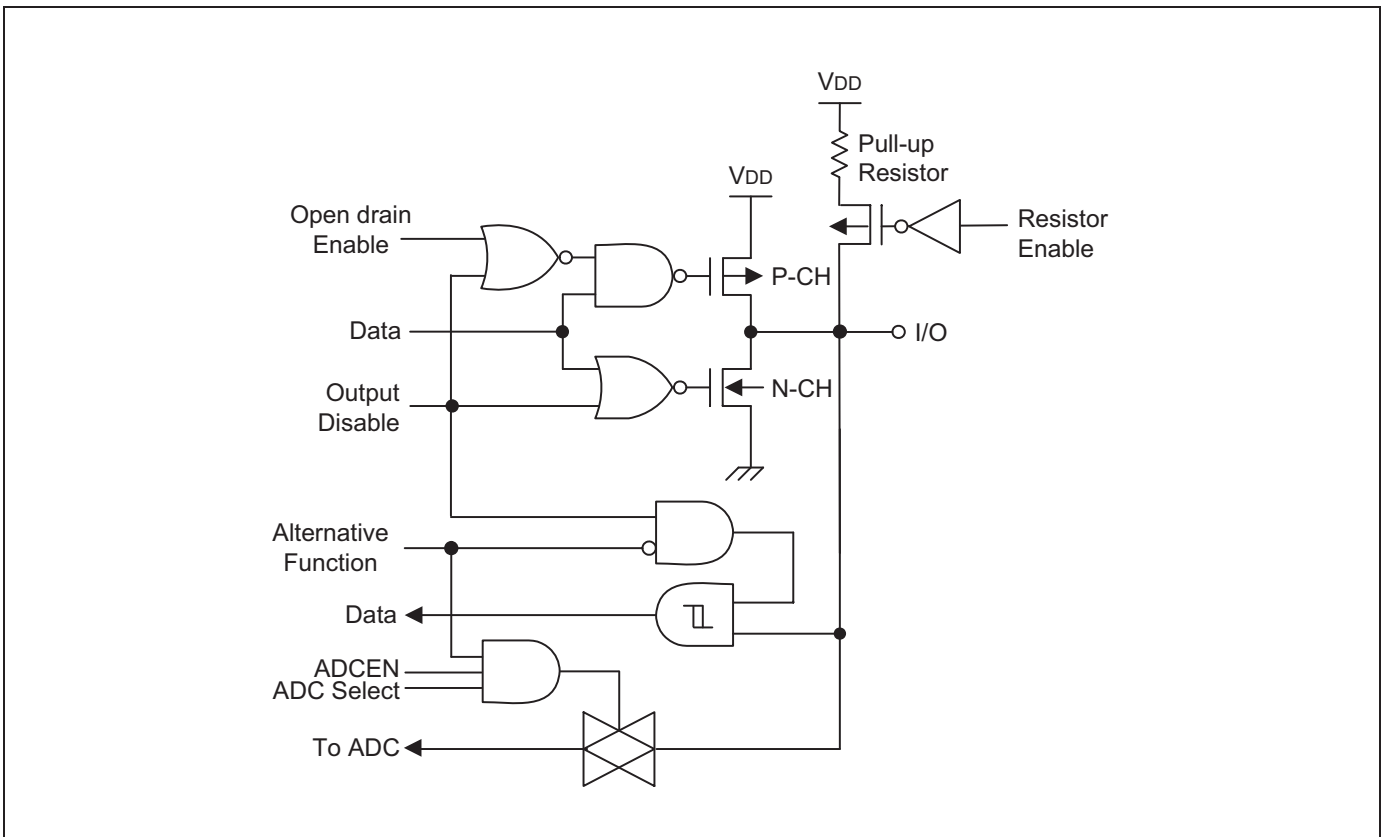 VDD
Pull-up
Resistor
VDD
Open drain
Enable
Resistor
Enable
P-CH
Data
I/O
Output
Disable
N-CH
Alternative
Function
Data
ADCEN
ADC Select
To ADC